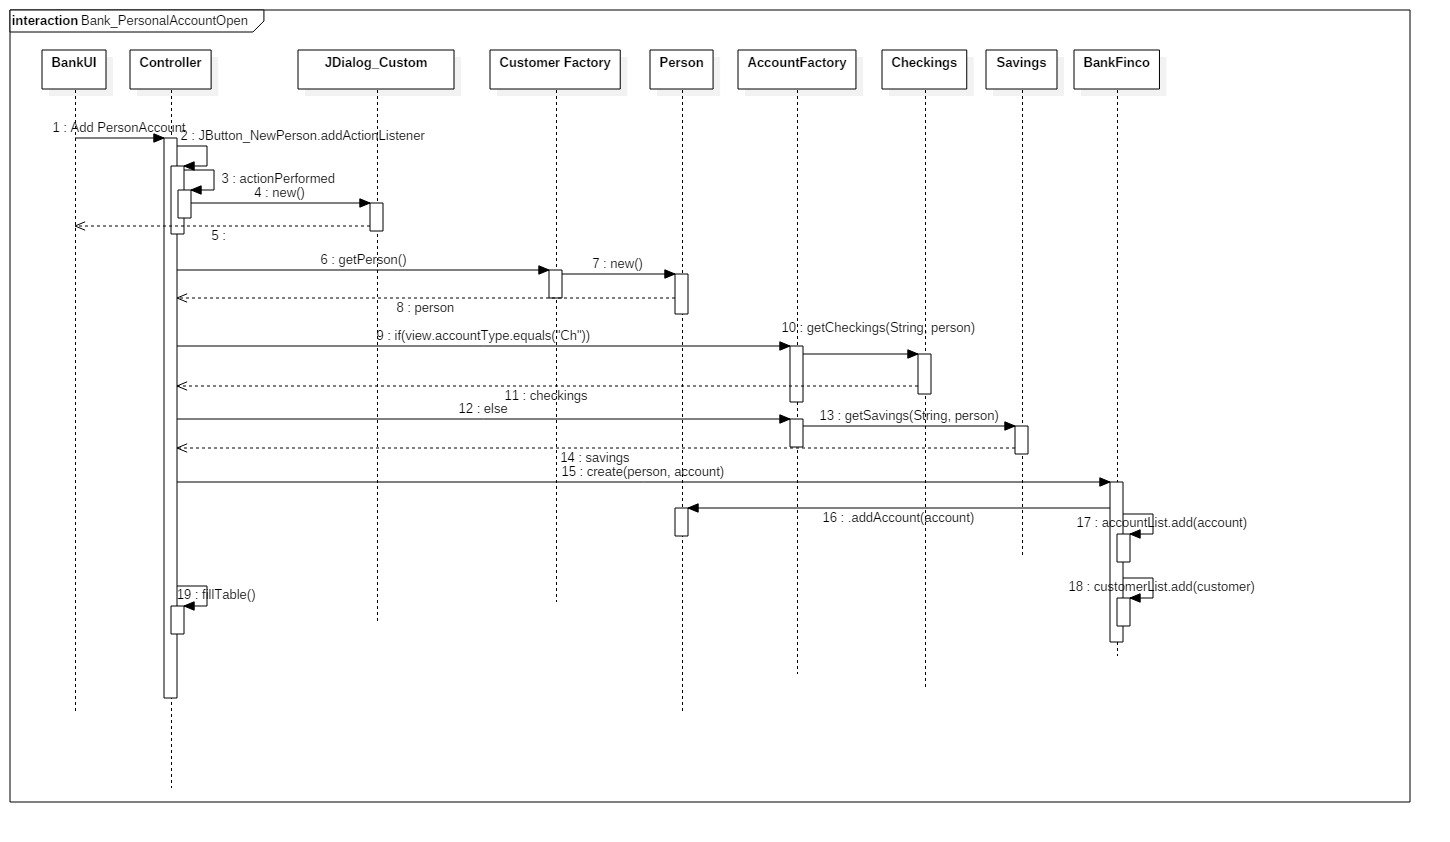 interaction Bank_PersonalAccountOpen
BankUI
Controller
JDialog_Custom
Customer Factory
Person
AccountFactory
Checkings
Savings
BankFinco
1 : Add PersonAccount
2 : JButton_NewPerson.addActionListener
3 : actionPerformed
4 : new()
5 :
6 : getPerson()
7 : new()
8 : person
9 : if(view.accountType.equals("Ch"))
10 : getCheckings(String, person)
11 : checkings
12 : else
13 : getSavings(String, person)
14 : savings
15 : create(person, account)
16 : .addAccount(account)
17 : accountList.add(account)
18 : customerList.add(customer)
19 : fillTable()